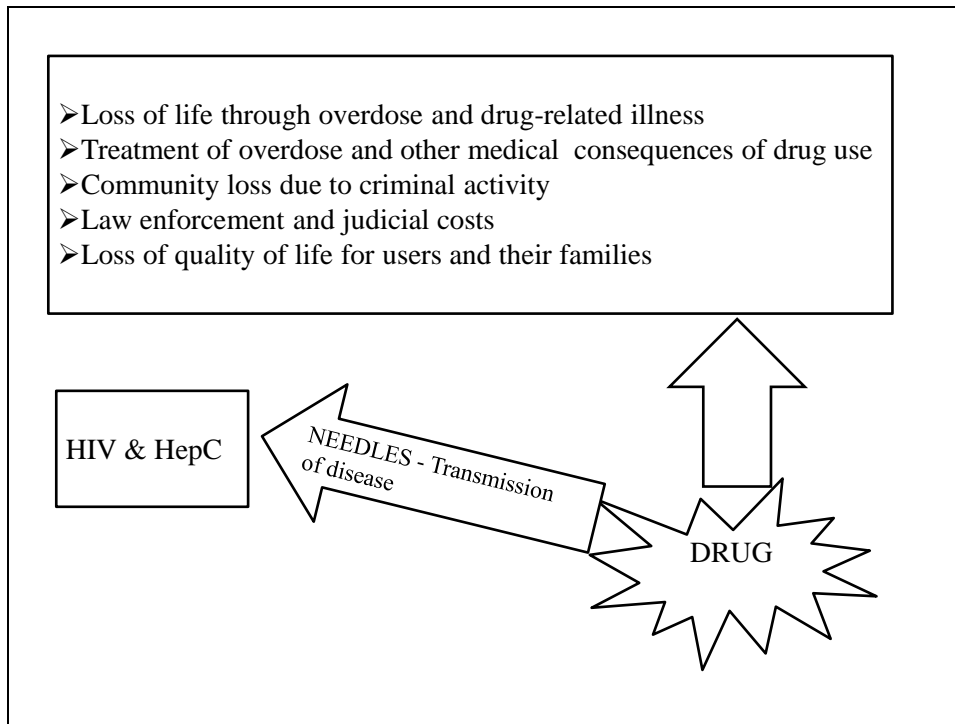 ➢Loss of life through overdose and drug-related illness
➢Treatment of overdose and other medical  consequences of drug use
➢Community loss due to criminal activity
➢Law enforcement and judicial costs
➢Loss of quality of life for users and their families
HIV & HepC
NEEDLES - Transmission
of disease
DRUG